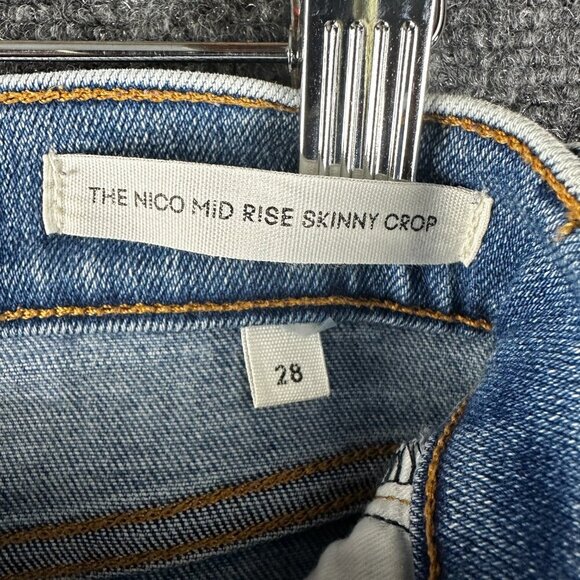 THE NICO MiD RISE SKINNY CROP
28